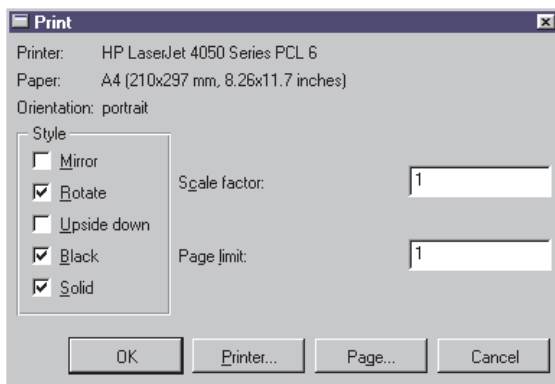 Print
Printer: HP LaserJet 4050 Series PCL 6
Paper: A4 (210x297 mm, 8.26x11.7 inches)
Orientation: portrait
Style
Mirror
Rotate
Upside down
Black
Solid
Scale factor: 1
Page limit: 1
OK Printer... Page... Cancel